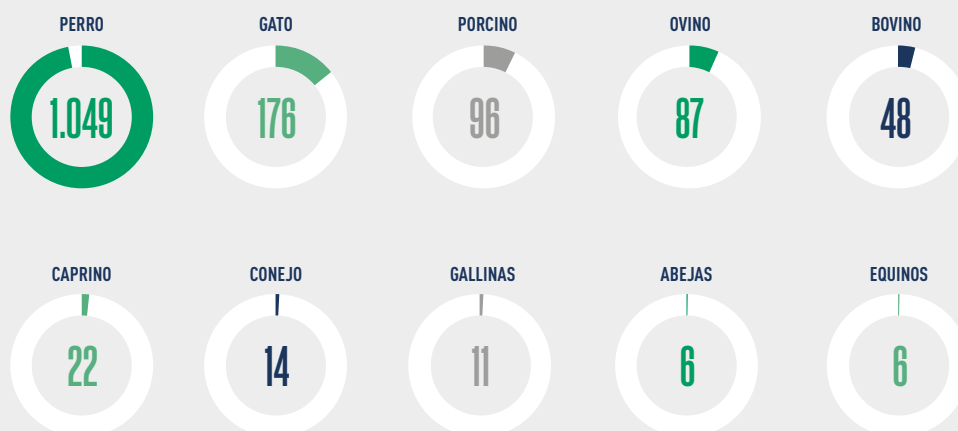 PERRO
GATO
PORCINO
OVINO
BOVINO
1.049
176
96
87
48
CAPRINO
CONEJO
GALLINAS
ABEJAS
EQUINOS
22
14
11
6
6